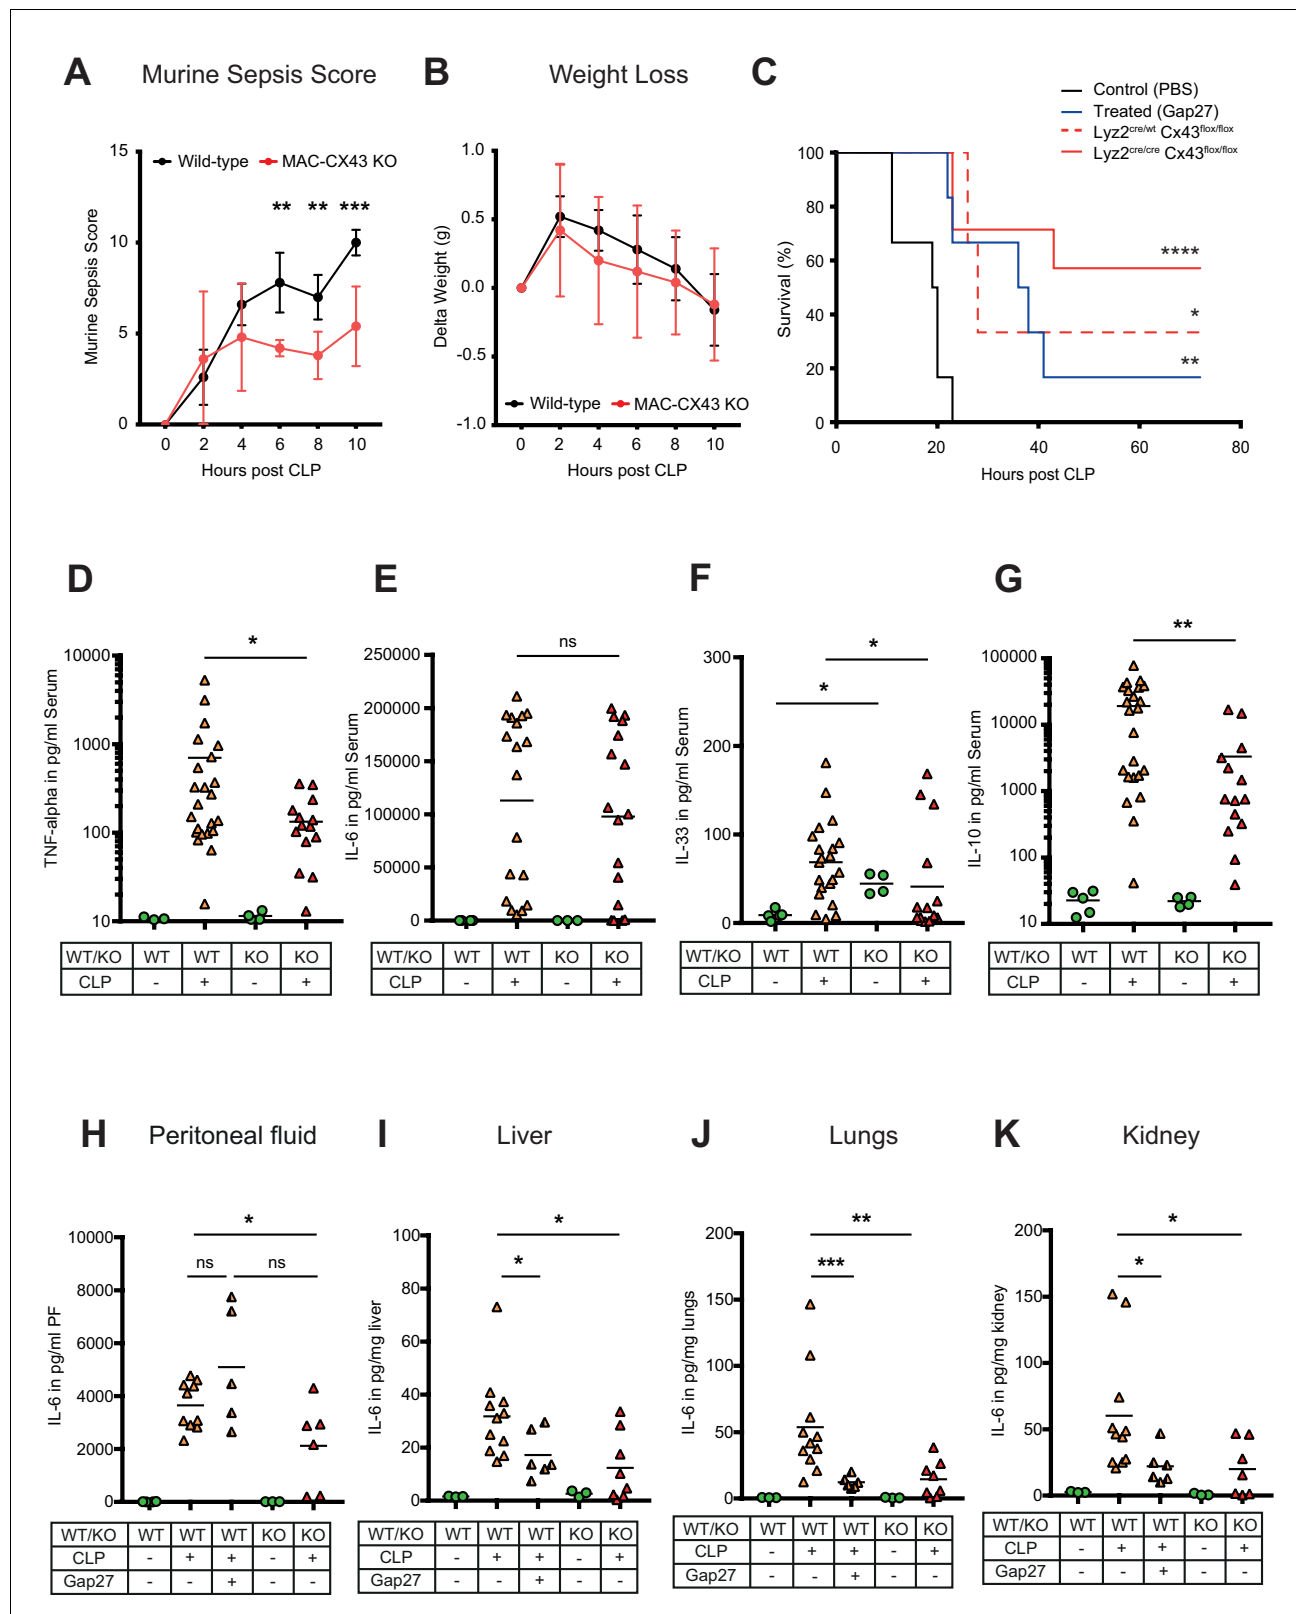 A Murine Sepsis Score
Murine Sepsis Score
15
10
5
0
Wild-type MAC-CX43 KO
** ** ***
0 2 4 6 8 10
Hours post CLP
B Weight Loss
Delta Weight (g)
1.0
0.5
0.0
-0.5
-1.0
Wild-type MAC-CX43 KO
0 2 4 6 8 10
Hours post CLP
C
Control (PBS)
Treated (Gap27)
Lyz2cre/wt Cx43flox/flox
Lyz2cre/cre Cx43flox/flox
Survival (%)
100
80
60
40
20
0
****
*
**
0 20 40 60 80
Hours post CLP
D
TNF-alpha in pg/ml Serum
10000
1000
100
10
*
WT/KO WT WT KO KO
CLP - + - +
E
IL-6 in pg/ml Serum
250000
200000
150000
100000
50000
0
ns
WT/KO WT WT KO KO
CLP - + - +
F
IL-33 in pg/ml Serum
300
200
100
0
*
*
WT/KO WT WT KO KO
CLP - + - +
G
IL-10 in pg/ml Serum
100000
10000
1000
100
10
**
WT/KO WT WT KO KO
CLP - + - +
H Peritoneal fluid
IL-6 in pg/ml PF
10000
8000
6000
4000
2000
0
*
ns ns
WT/KO WT WT WT KO KO
CLP - + + - +
Gap27 - - + - -
I Liver
IL-6 in pg/mg liver
100
80
60
40
20
0
*
*
WT/KO WT WT WT KO KO
CLP - + + - +
Gap27 - - + - -
J Lungs
IL-6 in pg/mg lungs
200
150
100
50
0
**
***
WT/KO WT WT WT KO KO
CLP - + + - +
Gap27 - - + - -
K Kidney
IL-6 in pg/mg kidney
200
150
100
50
0
*
*
WT/KO WT WT WT KO KO
CLP - + + - +
Gap27 - - + - -